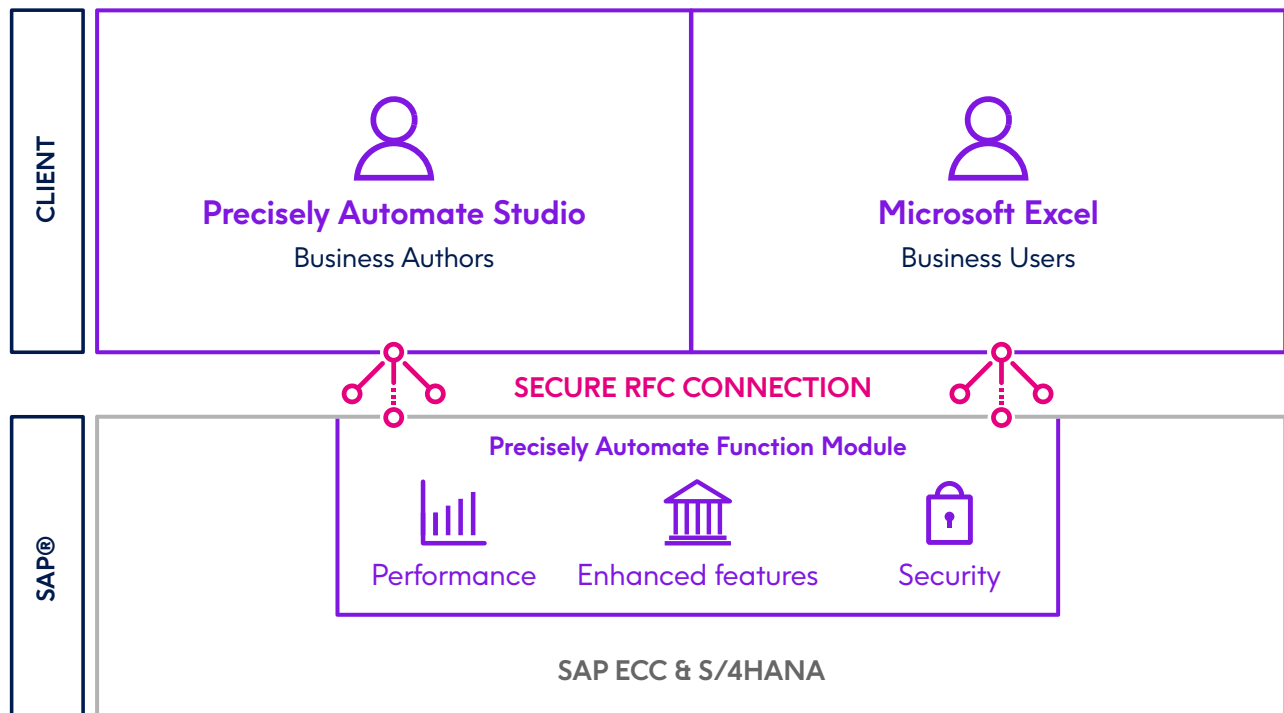 CLIENT
Precisely Automate Studio
Business Authors
Microsoft Excel
Business Users
SECURE RFC CONNECTION
SAP®
Precisely Automate Function Module
Performance
Enhanced features
Security
SAP ECC & S/4HANA